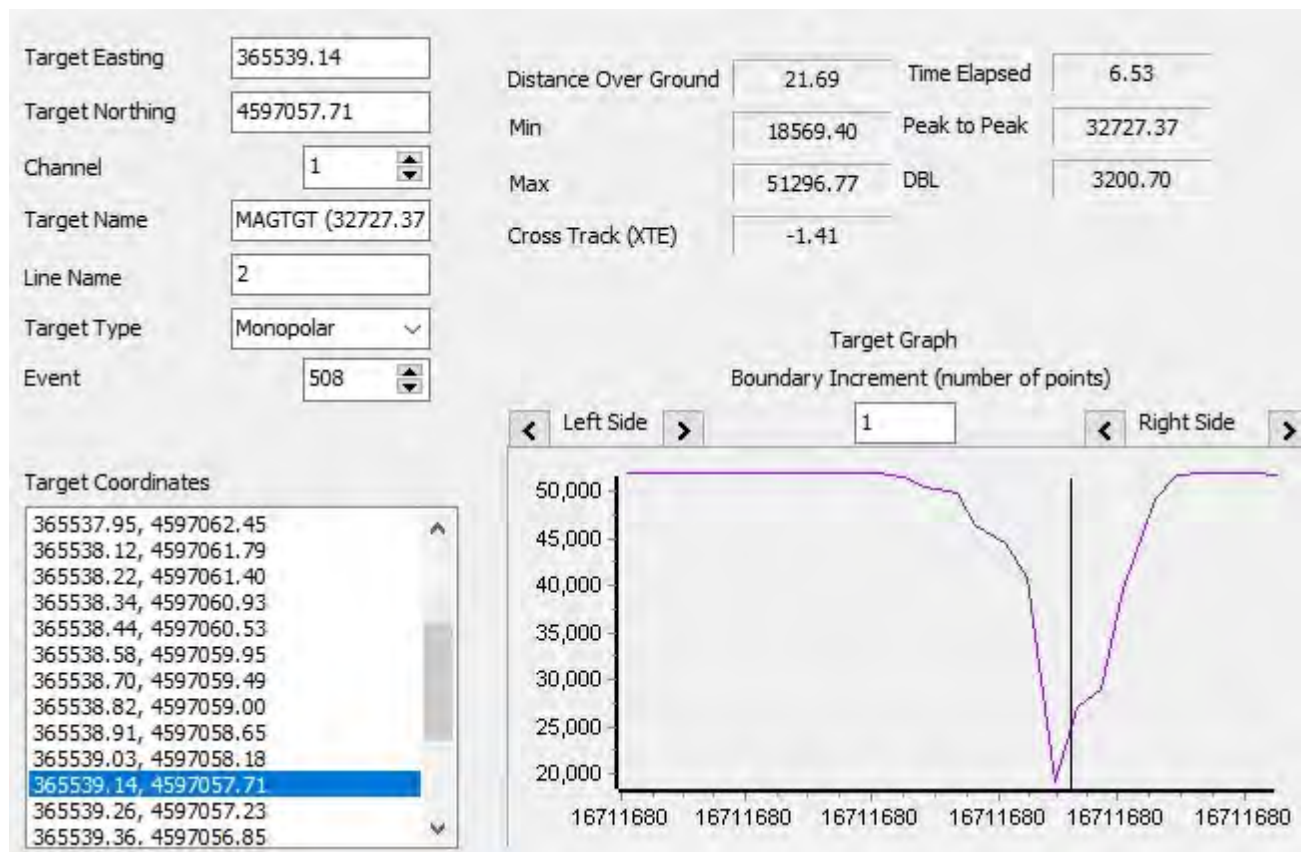 Target Easting 365539.14
Target Northing 4597057.71
Channel 1
Target Name MAGTGT (32727.37
Line Name 2
Target Type Monopolar
Event 508
Distance Over Ground 21.69 Time Elapsed 6.53
Min 18569.40 Peak to Peak 32727.37
Max 51296.77 DBL 3200.70
Cross Track (XTE) -1.41
Target Coordinates
365537.95, 4597062.45
365538.12, 4597061.79
365538.22, 4597061.40
365538.34, 4597060.93
365538.44, 4597060.53
365538.58, 4597059.95
365538.70, 4597059.49
365538.82, 4597059.00
365538.91, 4597058.65
365539.03, 4597058.18
365539.14, 4597057.71
365539.26, 4597057.23
365539.36, 4597056.85
Target Graph
Boundary Increment (number of points)
< Left Side > 1 < Right Side >
50,000
45,000
40,000
35,000
30,000
25,000
20,000
16711680 16711680 16711680 16711680 16711680 16711680